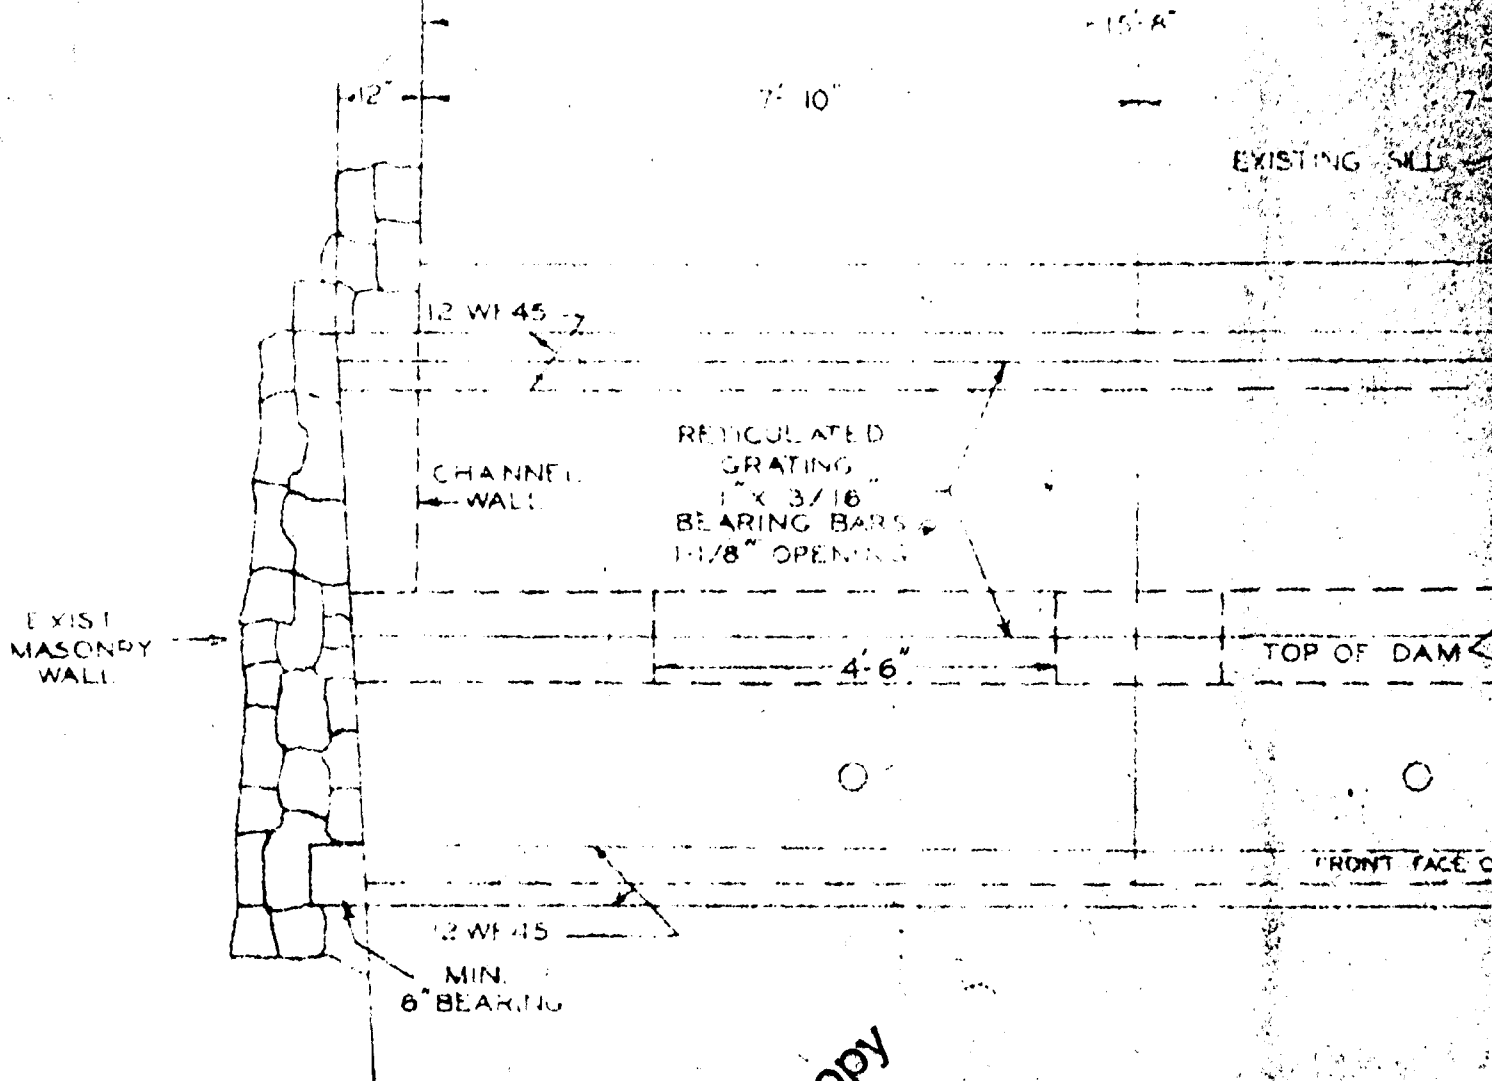 15'-8"
12"
7'-10"
7
EXISTING SILL
12 WF 45
RETICULATED
GRATING
1" X 3/16"
BEARING BARS
1-1/8" OPENING
CHANNEL
WALL
EXIST
MASONRY
WALL
4'-6"
TOP OF DAM
FRONT FACE O
12 WF 45
MIN.
6" BEARING
opy